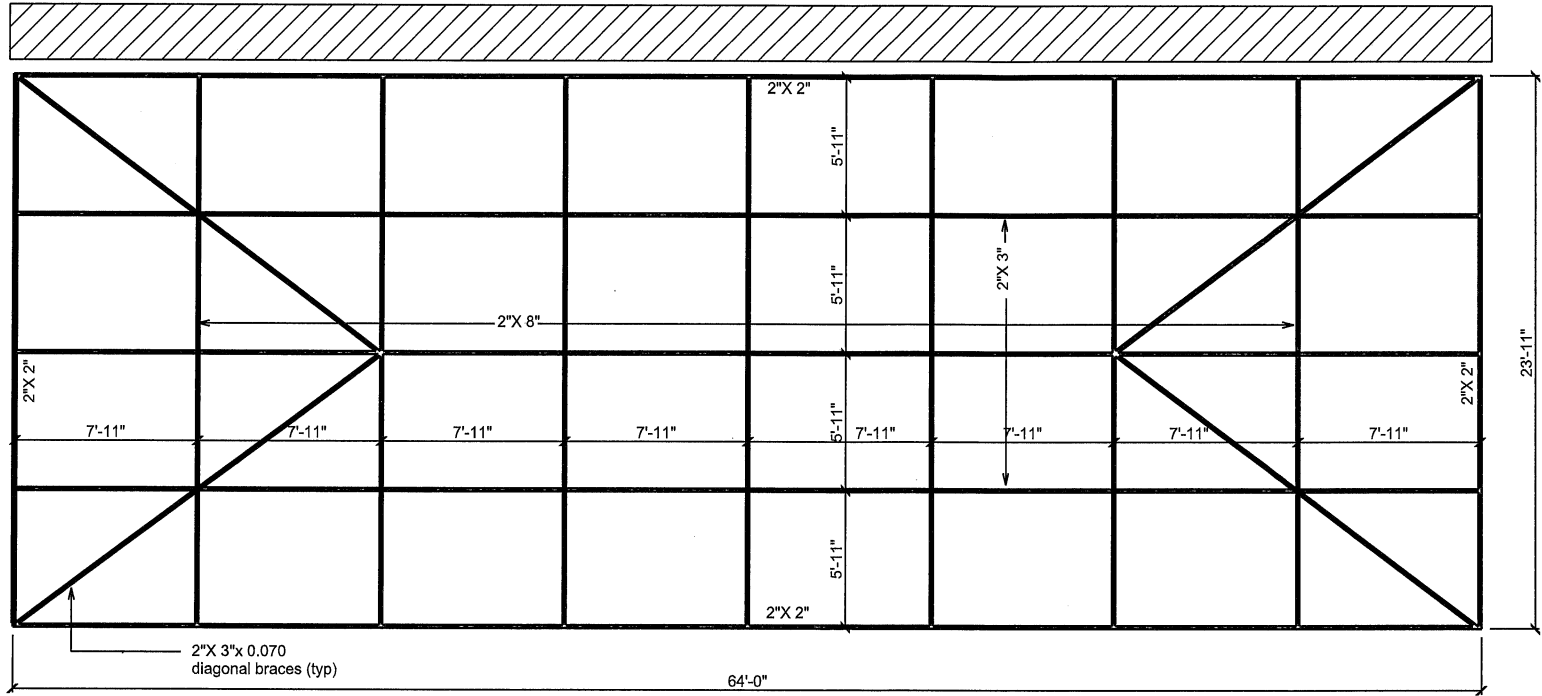 2"X 2"
5'-11"
2"X 3"
5'-11"
2"X 8"
23'-11"
2"X 2"
2"X 2"
7'-11"
7'-11"
7'-11"
7'-11"
5'-11"
7'-11"
7'-11"
7'-11"
7'-11"
5'-11"
2"X 2"
2"X 3"x 0.070
diagonal braces (typ)
64'-0"